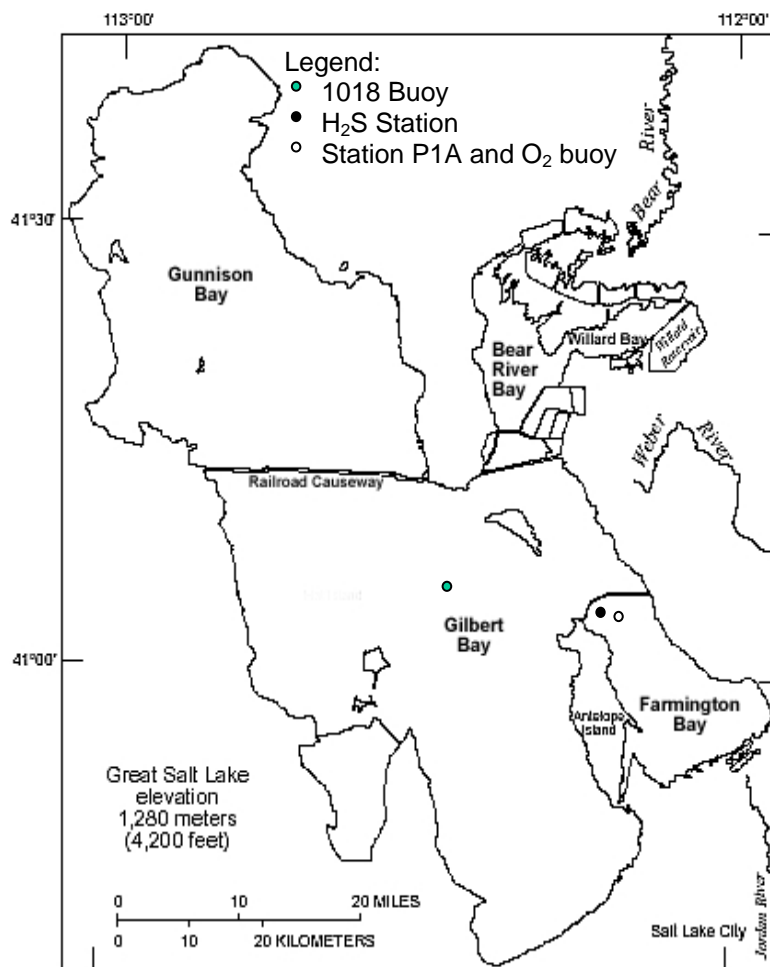 113°00'
112°00'
Legend:
1018 Buoy
H₂S Station
Station P1A and O₂ buoy
River
Bear
41°30'
Gunnison
Bay
Bear
River
Bay
Willard Bay
Willard
Reservoir
Weber
River
Railroad Causeway
Gilbert
Bay
41°00'
Antelope
Island
Farmington
Bay
Great Salt Lake
elevation
1,280 meters
(4,200 feet)
0 10 20 MILES
0 10 20 KILOMETERS
Salt Lake City
Jordan River